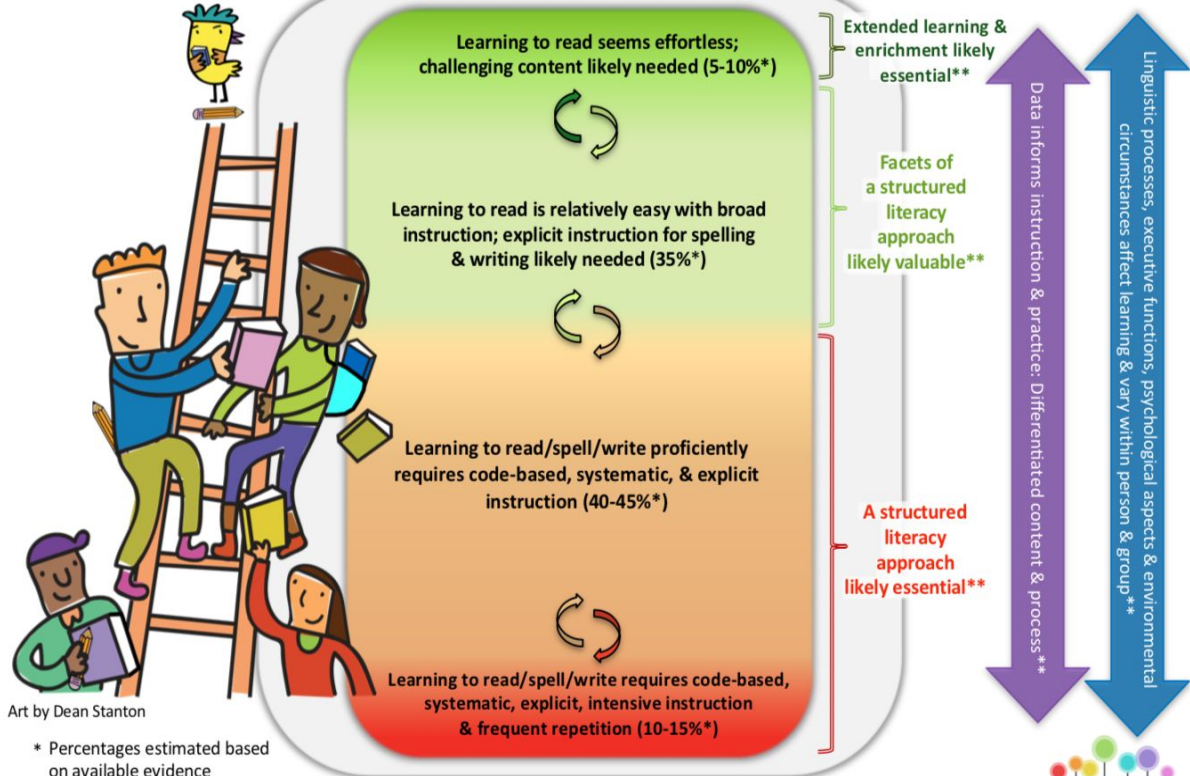 Learning to read seems effortless;
challenging content likely needed (5-10%*)
Learning to read is relatively easy with broad
instruction; explicit instruction for spelling
& writing likely needed (35%*)
Learning to read/spell/write proficiently
requires code-based, systematic, & explicit
instruction (40-45%*)
Learning to read/spell/write requires code-based,
systematic, explicit, intensive instruction
& frequent repetition (10-15%*)
Extended learning &
enrichment likely
essential**
Facets of
a structured
literacy
approach
likely valuable**
A structured
literacy
approach
likely essential**
Data informs instruction & practice: Differentiated content & process**
Linguistic processes, executive functions, psychological aspects & environmental
circumstances affect learning & vary within person & group**
Art by Dean Stanton
* Percentages estimated based
on available evidence